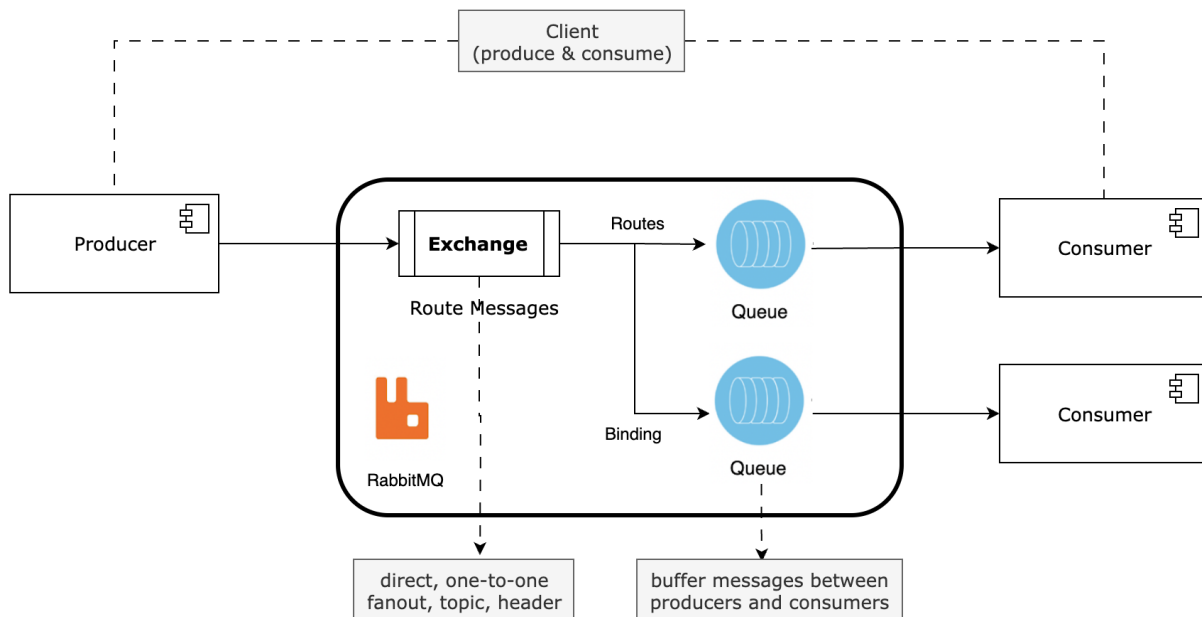 Client
(produce & consume)
Producer
Exchange
Route Messages
Routes
Queue
Consumer
Binding
Queue
Consumer
RabbitMQ
direct, one-to-one
fanout, topic, header
buffer messages between
producers and consumers